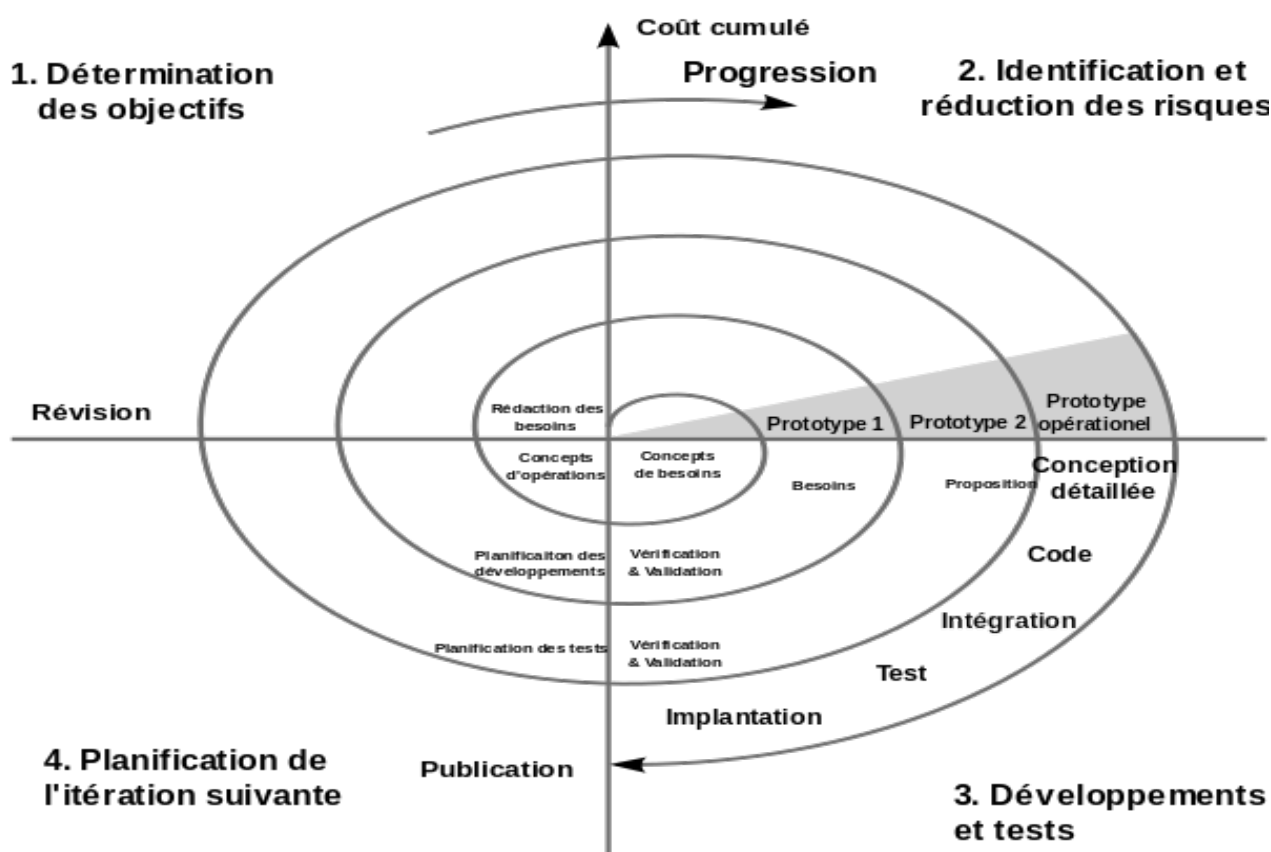 Coût cumulé
Progression
1. Détermination
des objectifs
2. Identification et
réduction des risques
Révision
Rédaction des
besoins
Prototype 1
Prototype 2
Prototype
opérationel
Concepts
d'opérations
Concepts
de besoins
Besoins
Proposition
Conception
détaillée
Planificaiton des
développements
Vérification
& Validation
Code
Intégration
Planification des tests
Vérification
& Validation
Test
Implantation
4. Planification de
l'itération suivante
Publication
3. Développements
et tests